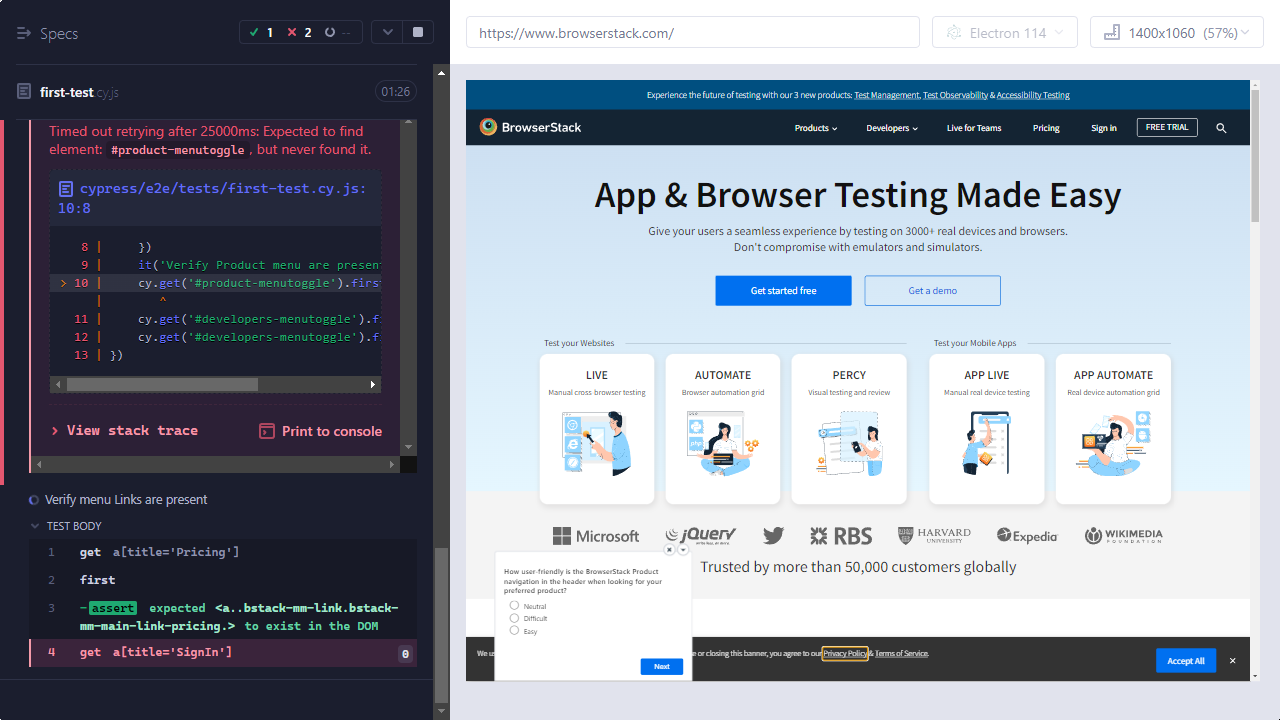 Specs
1
2
--
first-test cy.js
01:26
Timed out retrying after 25000ms: Expected to find
element: #product-menutoggle, but never found it.
cypress/e2e/tests/first-test.cy.js:
10:8
8 | })
9 | it('Verify Product menu are present
> 10 | cy.get('#product-menutoggle').first
| ^
11 | cy.get('#developers-menutoggle').fi
12 | cy.get('#developers-menutoggle').fi
13 | })
> View stack trace
Print to console
Verify menu Links are present
TEST BODY
1 get a[title='Pricing']
2 first
3 -assert expected <a..bstack-mm-link.bstack-
mm-main-link-pricing.> to exist in the DOM
4 get a[title='SignIn'] 0
https://www.browserstack.com/
Electron 114
1400x1060 (57%)
Experience the future of testing with our 3 new products: Test Management, Test Observability & Accessibility Testing
BrowserStack
Products
Developers
Live for Teams
Pricing
Sign in
FREE TRIAL
App & Browser Testing Made Easy
Give your users a seamless experience by testing on 3000+ real devices and browsers.
Don't compromise with emulators and simulators.
Get started free
Get a demo
Test your Websites
Test your Mobile Apps
LIVE
Manual cross browser testing
AUTOMATE
Browser automation grid
PERCY
Visual testing and review
APP LIVE
Manual real device testing
APP AUTOMATE
Real device automation grid
php
Microsoft
jQuery
RBS
HARVARD
UNIVERSITY
Expedia
WIKIMEDIA
FOUNDATION
Trusted by more than 50,000 customers globally
How user-friendly is the BrowserStack Product
navigation in the header when looking for your
preferred product?
Neutral
Difficult
Easy
Next
We us
e or closing this banner, you agree to our Privacy Policy & Terms of Service.
Accept All